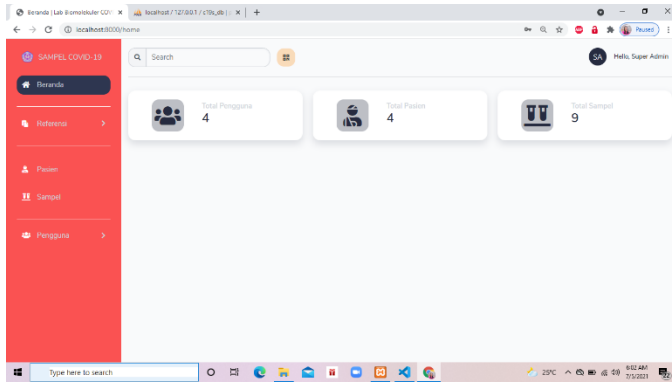 Beranda | Lab Biomolekuler COV
localhost / 127.0.0.1 / c19s_db | p
localhost:8000/home
Paused
SAMPEL COVID-19
Search
SA
Hello, Super Admin
Beranda
Total Pengguna
4
Total Pasien
4
Total Sampel
9
Referensi
Pasien
Sampel
Pengguna
Type here to search
25°C
6:02 AM
7/5/2021